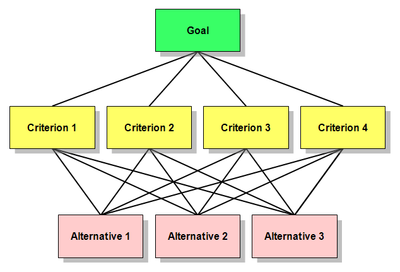 Goal
Criterion 1
Criterion 2
Criterion 3
Criterion 4
Alternative 1
Alternative 2
Alternative 3